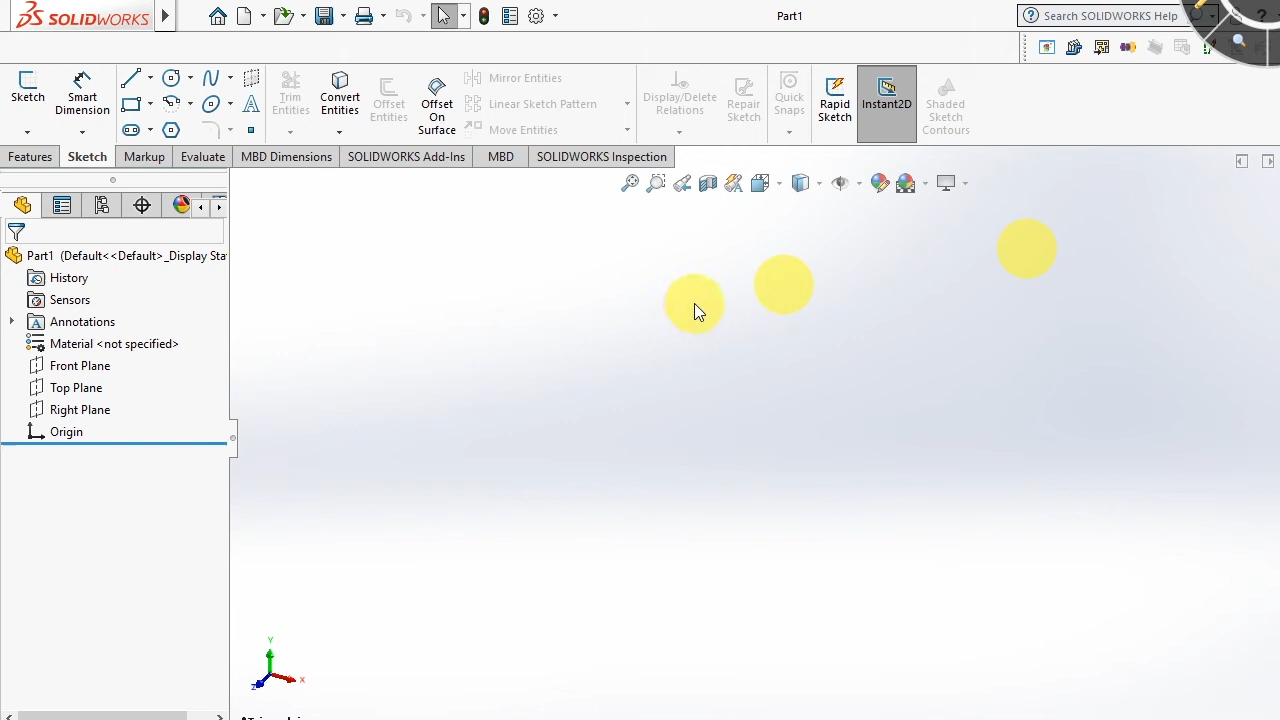 SOLIDWORKS
Part1
Search SOLIDWORKS Help
?
Sketch
Smart Dimension
Trim Entities
Convert Entities
Offset Entities
Offset On Surface
Mirror Entities
Linear Sketch Pattern
Move Entities
Display/Delete Relations
Repair Sketch
Quick Snaps
Rapid Sketch
Instant2D
Shaded Sketch Contours
Features
Sketch
Markup
Evaluate
MBD Dimensions
SOLIDWORKS Add-Ins
MBD
SOLIDWORKS Inspection
Part1 (Default<<Default>_Display Sta
History
Sensors
Annotations
Material <not specified>
Front Plane
Top Plane
Right Plane
Origin
Y
X
Z